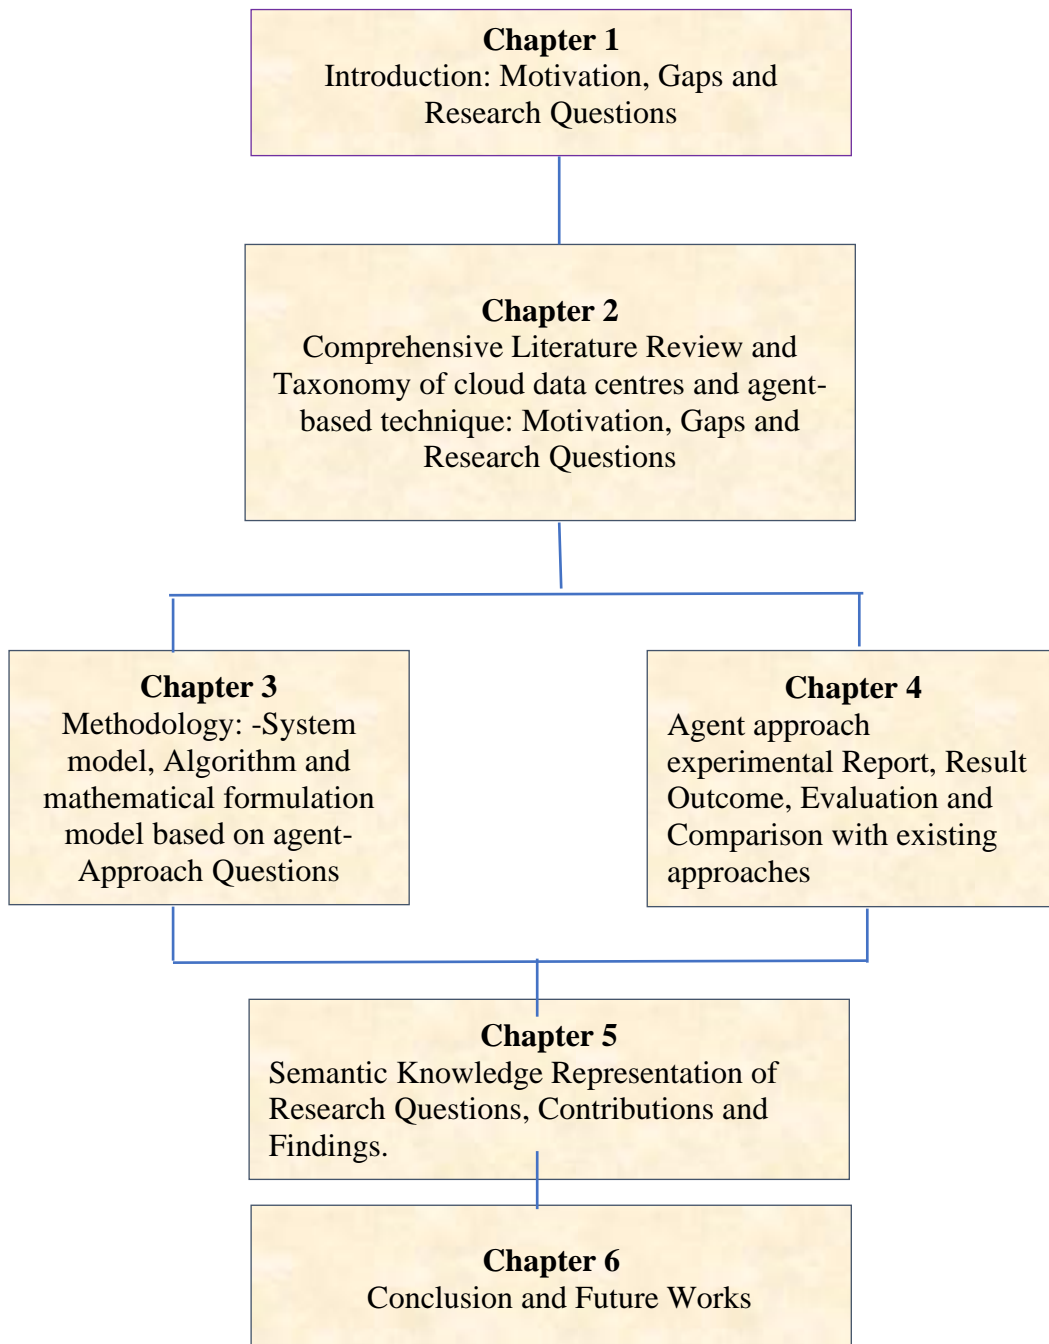 Chapter 1
Introduction: Motivation, Gaps and
Research Questions
Chapter 2
Comprehensive Literature Review and
Taxonomy of cloud data centres and agent-
based technique: Motivation, Gaps and
Research Questions
Chapter 3
Methodology: -System
model, Algorithm and
mathematical formulation
model based on agent-
Approach Questions
Chapter 4
Agent approach
experimental Report, Result
Outcome, Evaluation and
Comparison with existing
approaches
Chapter 5
Semantic Knowledge Representation of
Research Questions, Contributions and
Findings.
Chapter 6
Conclusion and Future Works